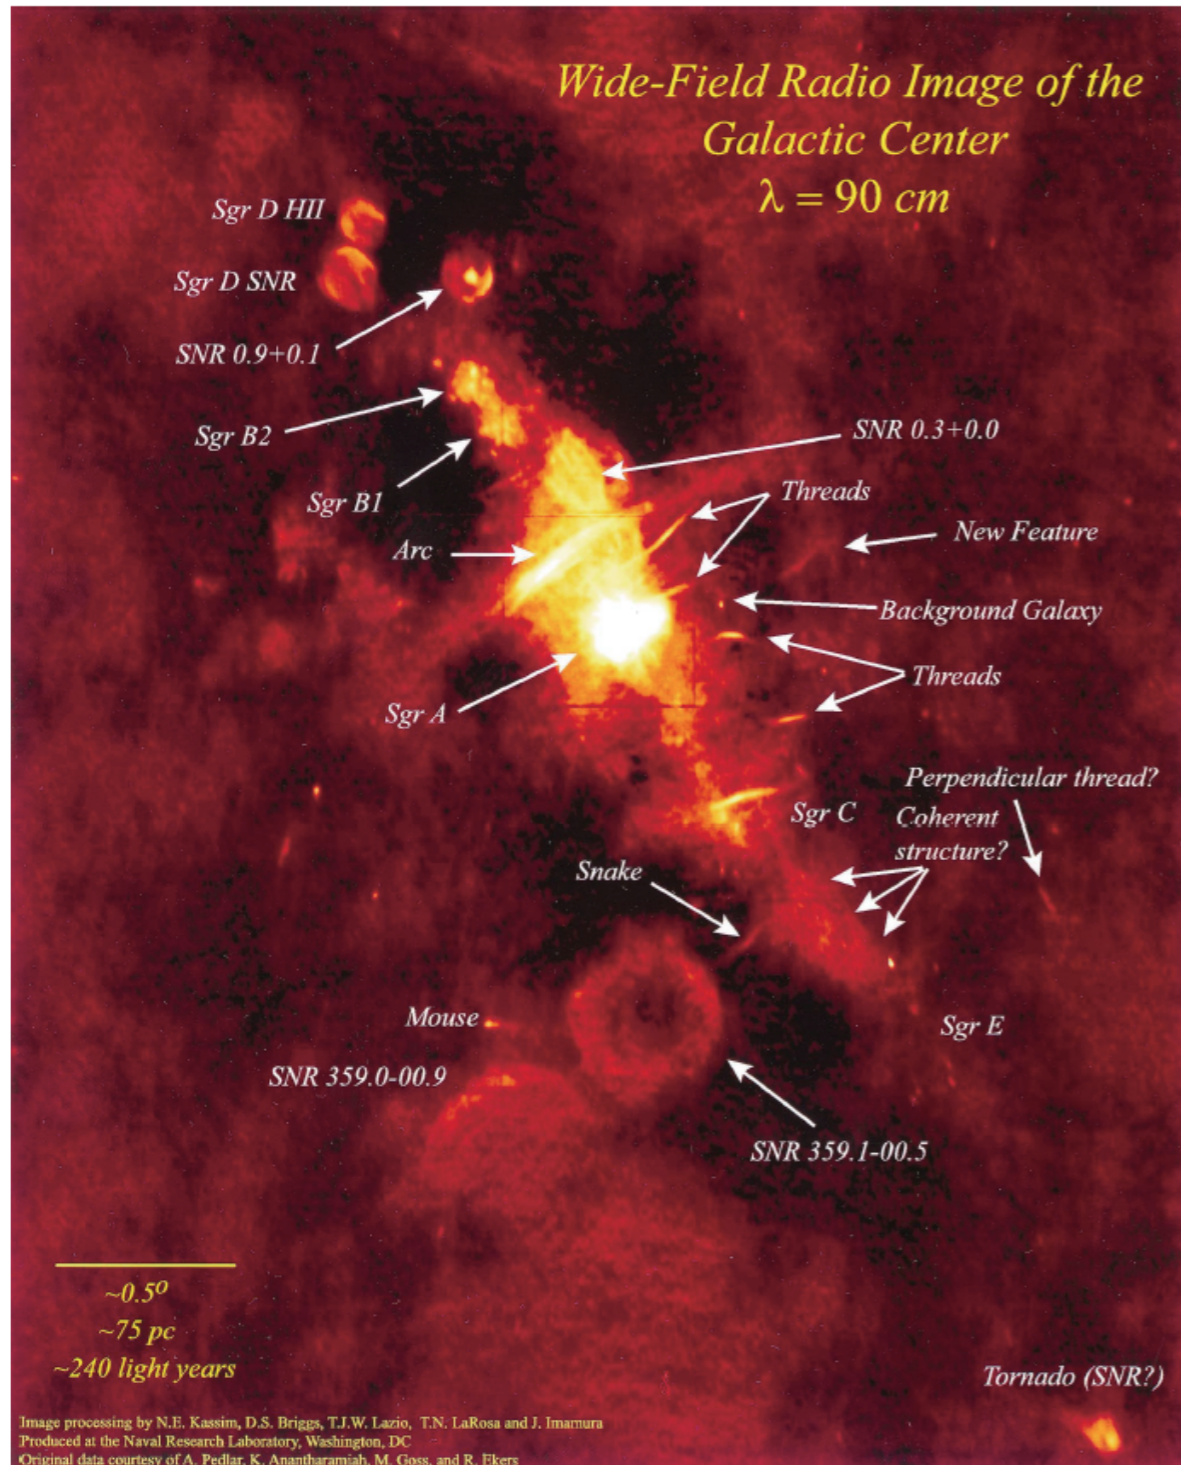 Wide-Field Radio Image of the
Galactic Center
λ = 90 cm
Sgr D HII
Sgr D SNR
SNR 0.9+0.1
Sgr B2
Sgr B1
SNR 0.3+0.0
Threads
New Feature
Arc
Background Galaxy
Threads
Sgr A
Perpendicular thread?
Sgr C
Coherent
structure?
Snake
Mouse
Sgr E
SNR 359.0-00.9
SNR 359.1-00.5
~0.5º
~75 pc
~240 light years
Tornado (SNR?)
Image processing by N.E. Kassim, D.S. Briggs, T.J.W. Lazio, T.N. LaRosa and J. Imamura
Produced at the Naval Research Laboratory, Washington, DC
Original data courtesy of A. Pedlar, K. Anantharamiah, M. Goss, and R. Ekers